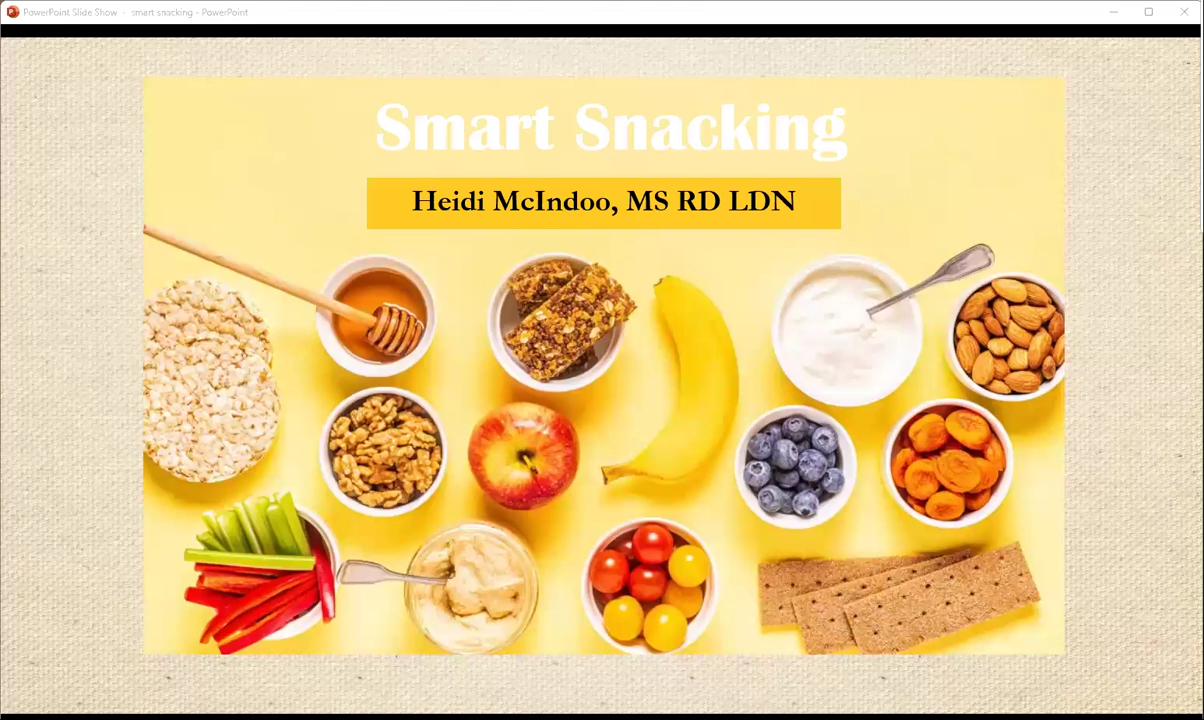 PowerPoint Slide Show - smart snacking - PowerPoint
Smart Snacking
Heidi McIndoo, MS RD LDN